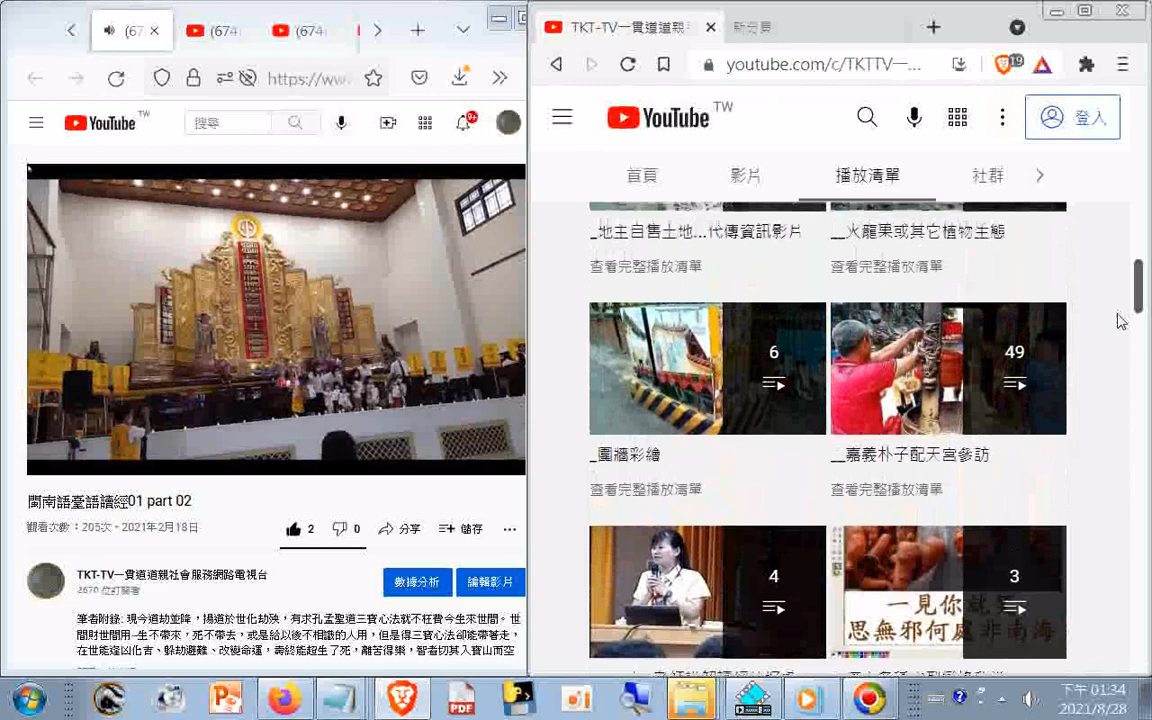 (67
(674
(674
https://ww
YouTube
TW
搜尋
9+
閩南語臺語讀經01 part 02
觀看次數：205次・2021年2月18日
2
0
分享
儲存
TKT-TV一貫道道親社會服務網路電視台
2670 位訂閱者
數據分析
編輯影片
筆者附錄: 現今道劫並降，揚道於世化劫殃，有求孔孟聖道三寶心法就不枉費今生來世間。世
間財世間用—生不帶來，死不帶去，或是給以後不相識的人用，但是得三寶心法卻能帶著走，
在世能逢凶化吉、躲劫避難、改變命運，壽終能超生了死，離苦得樂，智者切莫入寶山而空
TKT-TV一貫道道親
新分頁
youtube.com/c/TKTTV一...
19
YouTube
TW
登入
首頁
影片
播放清單
社群
_地主自售土地...代傳資訊影片
__火龍菓或其它植物生態
查看完整播放清單
查看完整播放清單
6
49
_圍牆彩繪
__嘉義朴子配天宮參訪
查看完整播放清單
查看完整播放清單
4
3
一見你就
思無邪何處非南海
PDF
下午 01:34
2021/8/28